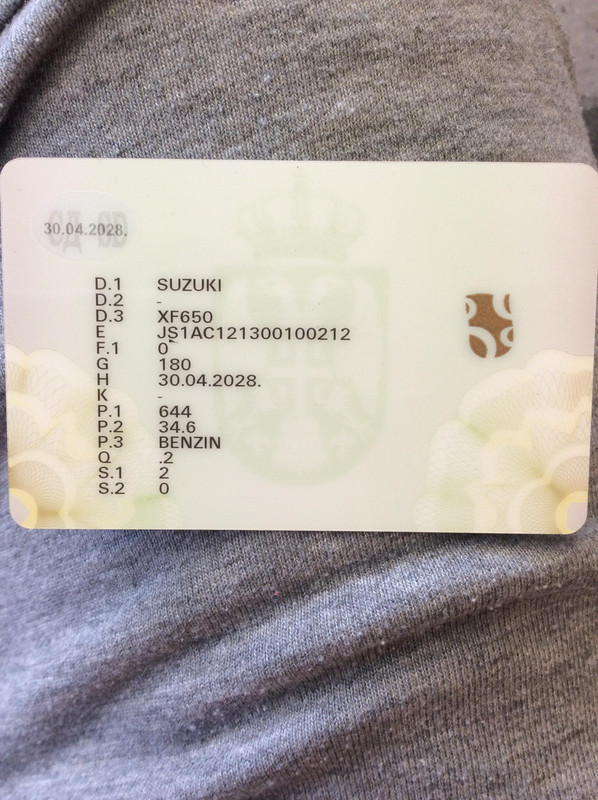 30.04.2028.
D.1 SUZUKI
D.2 -
D.3 XF650
E JS1AC121300100212
F.1 0
G 180
H 30.04.2028.
K -
P.1 644
P.2 34.6
P.3 BENZIN
Q .2
S.1 2
S.2 0